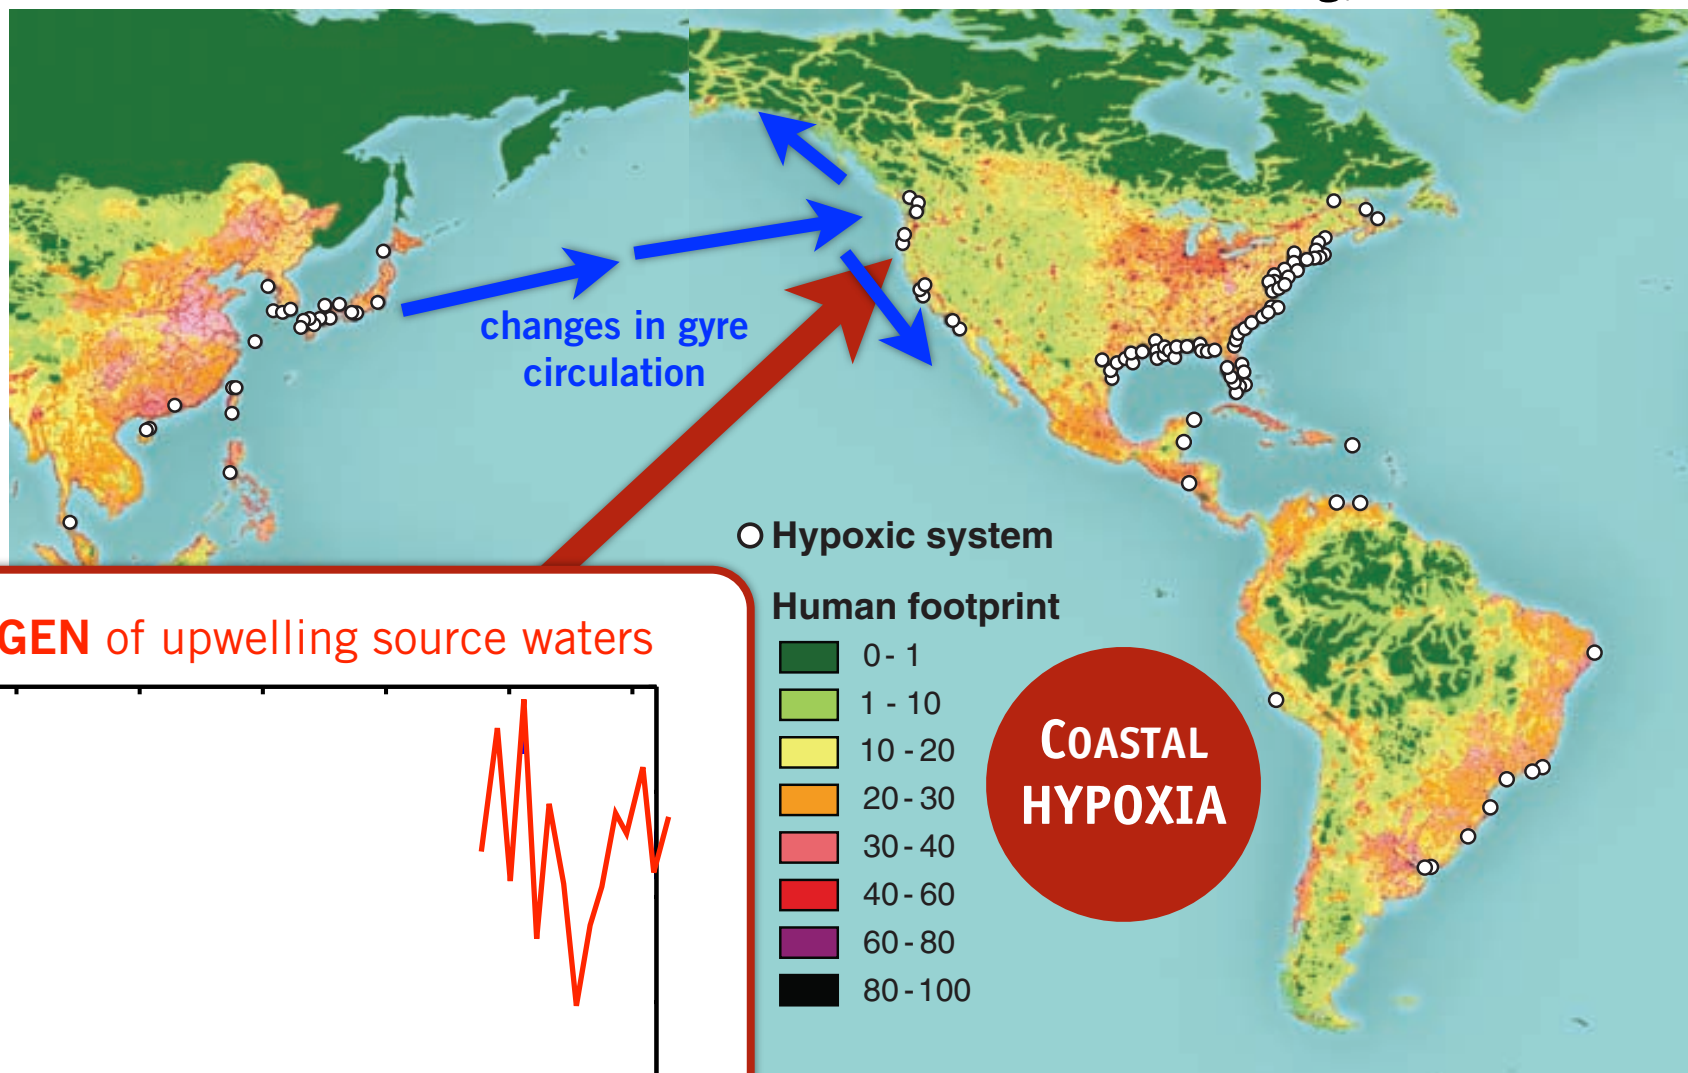 changes in gyre
circulation
Hypoxic system
Human footprint
0 - 1
1 - 10
10 - 20
20 - 30
30 - 40
40 - 60
60 - 80
80 - 100
COASTAL
HYPOXIA
GEN of upwelling source waters